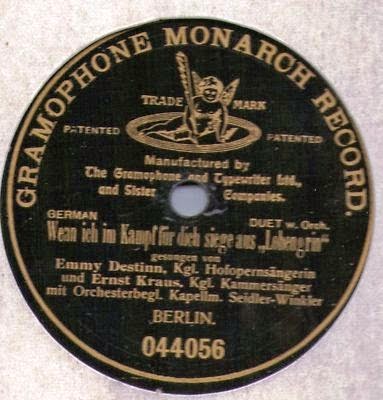 GRAMOPHONE MONARCH RECORD.
TRADE MARK
PATENTED PATENTED
Manufactured by
The Gramophone and Typewriter Ltd.,
and Sister Companies.
GERMAN DUET w. Orch.
Wenn ich im Kampf für dich siege aus „Lohengrin"
gesungen von
Emmy Destinn, Kgl. Hofopernsängerin
und Ernst Kraus, Kgl. Kammersänger
mit Orchesterbegl. Kapellm. Seidler-Winkler
BERLIN.
044056